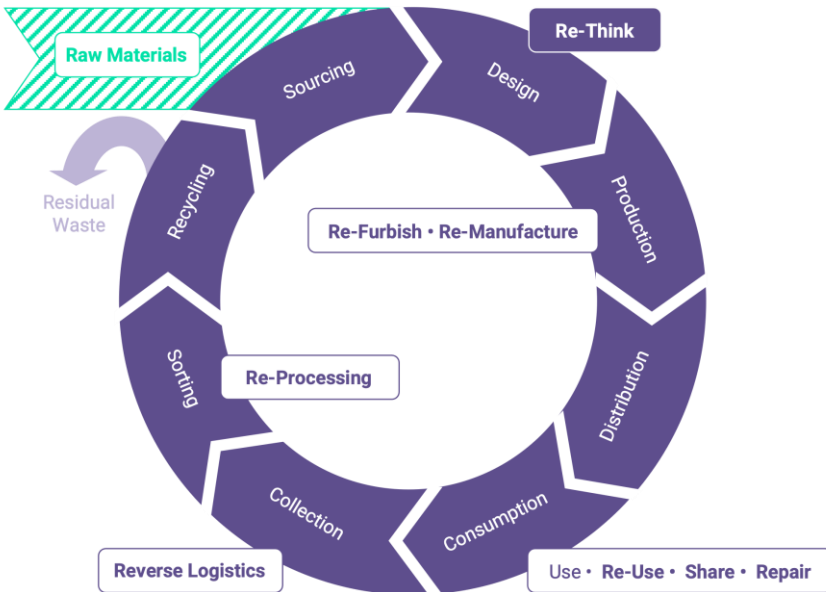 Raw Materials
Re-Think
Sourcing
Design
Recycling
Production
Residual
Waste
Re-Furbish • Re-Manufacture
Sorting
Re-Processing
Distribution
Collection
Consumption
Reverse Logistics
Use • Re-Use • Share • Repair